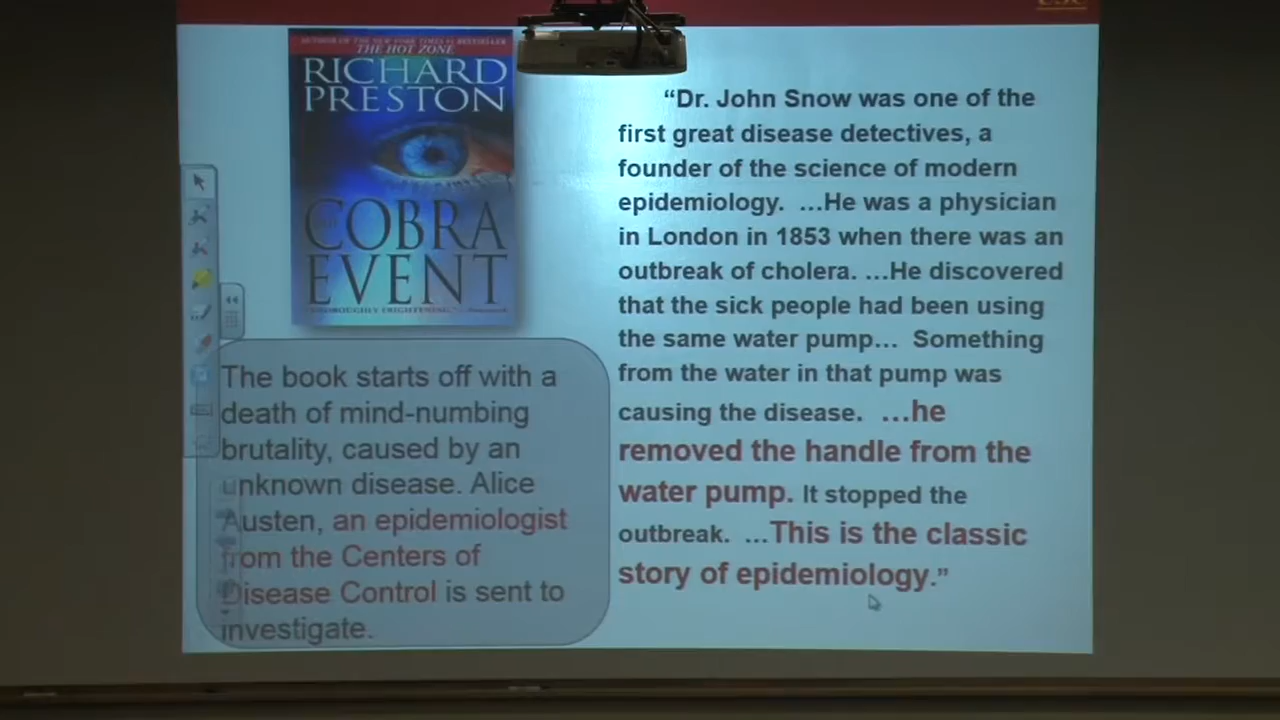 USC
AUTHOR OF THE NEW YORK TIMES #1 BESTSELLER
THE HOT ZONE
RICHARD
PRESTON
COBRA
EVENT
The book starts off with a
death of mind-numbing
brutality, caused by an
unknown disease. Alice
Austen, an epidemiologist
from the Centers of
Disease Control is sent to
investigate.
“Dr. John Snow was one of the
first great disease detectives, a
founder of the science of modern
epidemiology. ...He was a physician
in London in 1853 when there was an
outbreak of cholera. ...He discovered
that the sick people had been using
the same water pump... Something
from the water in that pump was
causing the disease. ...he
removed the handle from the
water pump. It stopped the
outbreak. ...This is the classic
story of epidemiology.”